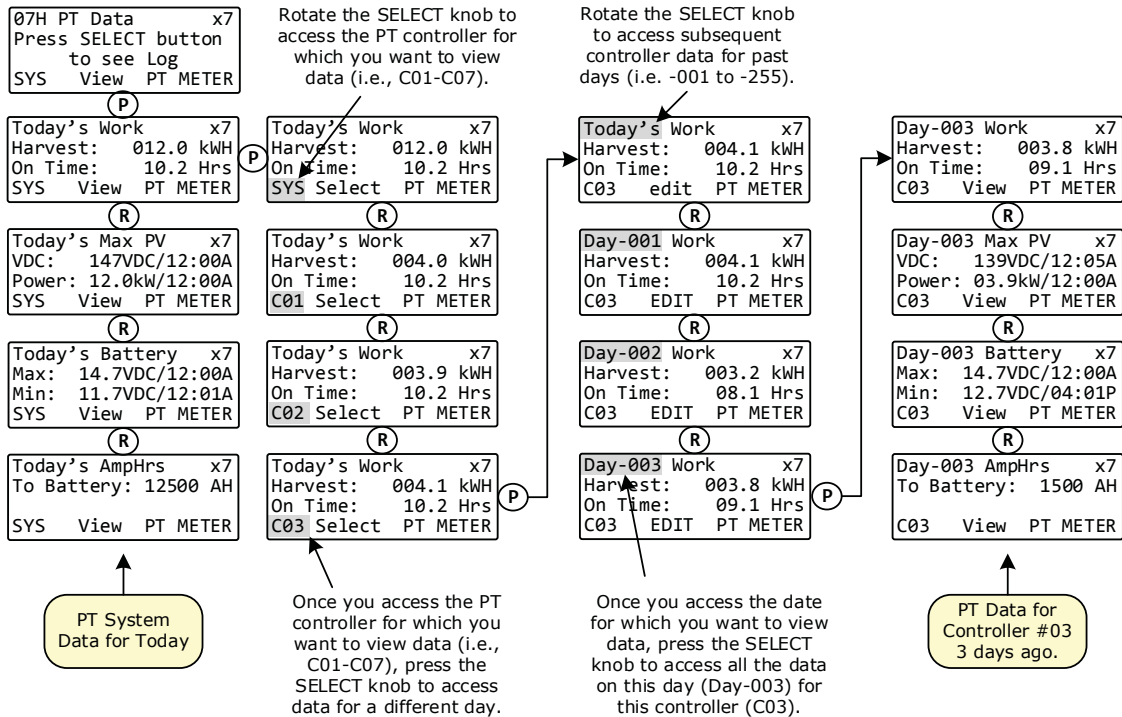 07H PT Data x7
Press SELECT button
to see Log
SYS View PT METER
P
Today's Work x7
Harvest: 012.0 kWH
On Time: 10.2 Hrs
SYS View PT METER
R
Today's Max PV x7
VDC: 147VDC/12:00A
Power: 12.0kW/12:00A
SYS View PT METER
R
Today's Battery x7
Max: 14.7VDC/12:00A
Min: 11.7VDC/12:01A
SYS View PT METER
R
Today's AmpHrs x7
To Battery: 12500 AH
SYS View PT METER
PT System
Data for Today
Rotate the SELECT knob to
access the PT controller for
which you want to view
data (i.e., C01-C07).
P
Today's Work x7
Harvest: 012.0 kWH
On Time: 10.2 Hrs
SYS Select PT METER
R
Today's Work x7
Harvest: 004.0 kWH
On Time: 10.2 Hrs
C01 Select PT METER
R
Today's Work x7
Harvest: 003.9 kWH
On Time: 10.2 Hrs
C02 Select PT METER
R
Today's Work x7
Harvest: 004.1 kWH
On Time: 10.2 Hrs
C03 Select PT METER
P
Once you access the PT
controller for which you
want to view data (i.e.,
C01-C07), press the
SELECT knob to access
data for a different day.
Rotate the SELECT knob
to access subsequent
controller data for past
days (i.e. -001 to -255).
Today's Work x7
Harvest: 004.1 kWH
On Time: 10.2 Hrs
C03 edit PT METER
R
Day-001 Work x7
Harvest: 004.1 kWH
On Time: 10.2 Hrs
C03 EDIT PT METER
R
Day-002 Work x7
Harvest: 003.2 kWH
On Time: 08.1 Hrs
C03 EDIT PT METER
R
Day-003 Work x7
Harvest: 003.8 kWH
On Time: 09.1 Hrs
C03 EDIT PT METER
P
Once you access the date
for which you want to view
data, press the SELECT
knob to access all the data
on this day (Day-003) for
this controller (C03).
Day-003 Work x7
Harvest: 003.8 kWH
On Time: 09.1 Hrs
C03 View PT METER
R
Day-003 Max PV x7
VDC: 139VDC/12:05A
Power: 03.9kW/12:00A
C03 View PT METER
R
Day-003 Battery x7
Max: 14.7VDC/12:00A
Min: 12.7VDC/04:01P
C03 View PT METER
R
Day-003 AmpHrs x7
To Battery: 1500 AH
C03 View PT METER
PT Data for
Controller #03
3 days ago.